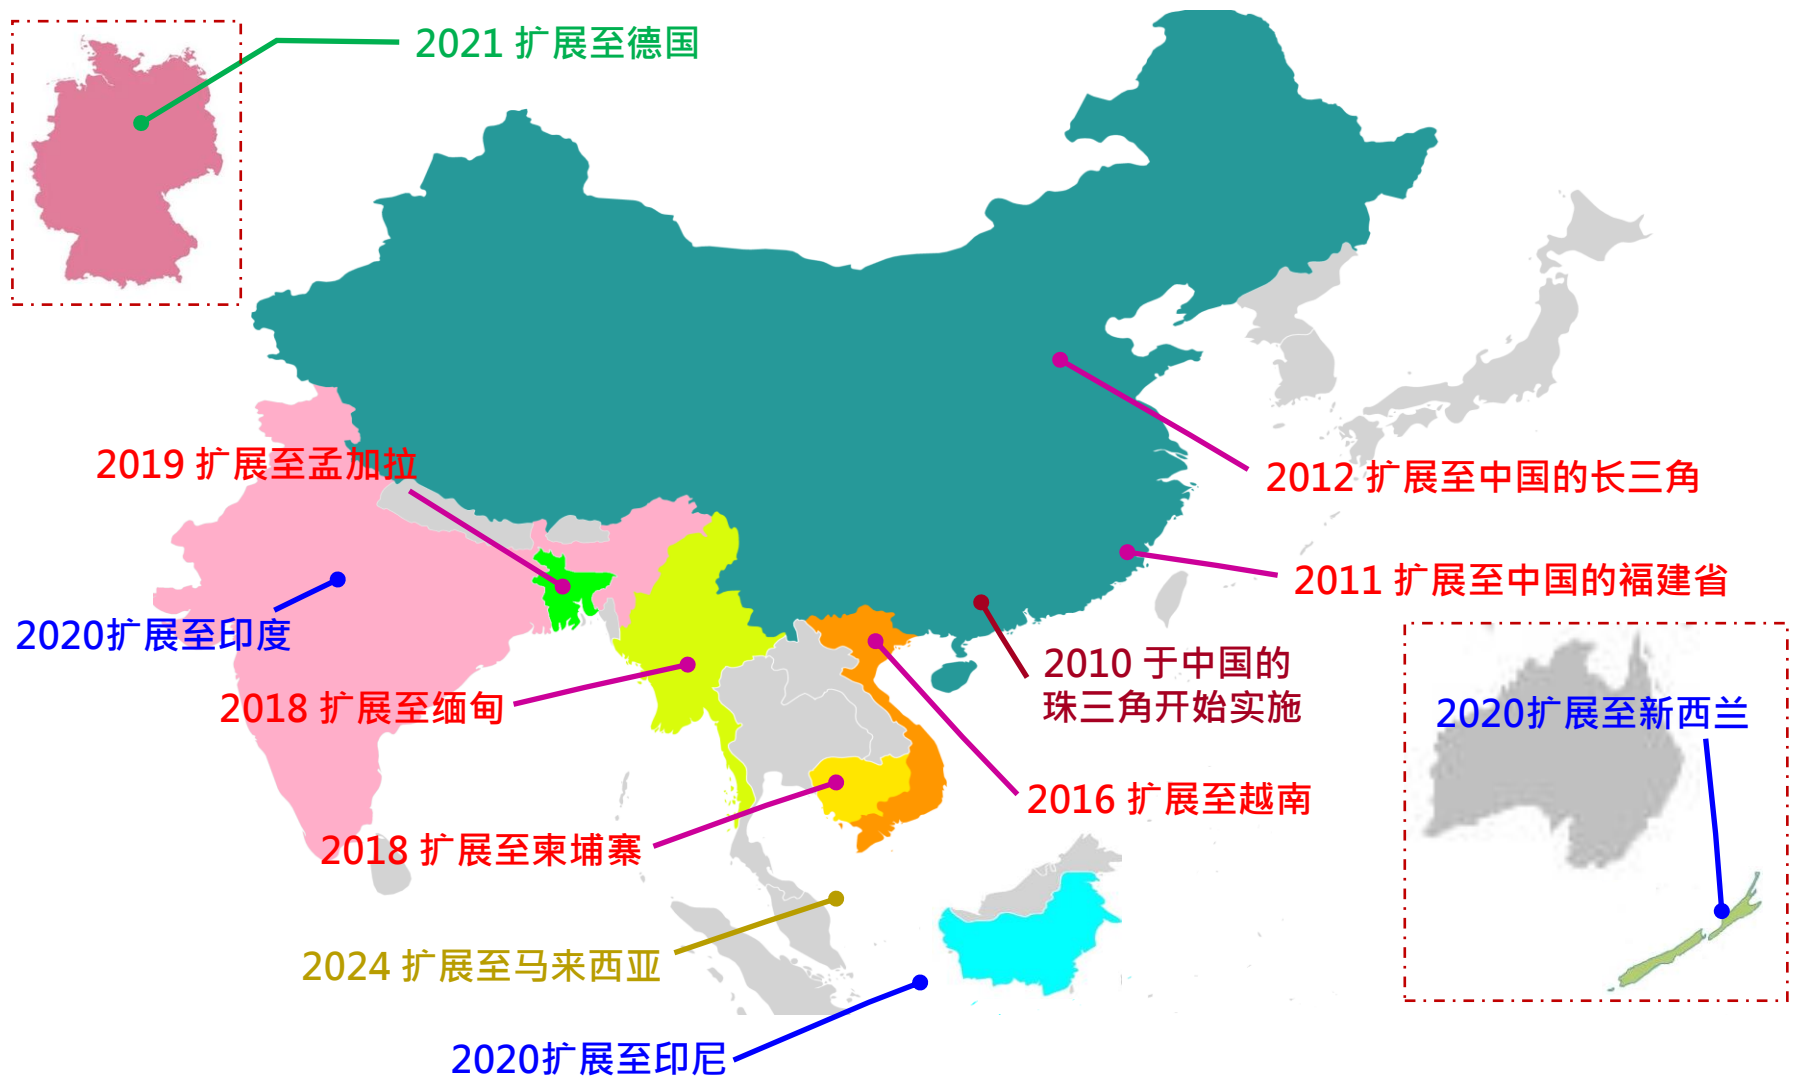 2021 扩展至德国
2019 扩展至孟加拉
2012 扩展至中国的长三角
2011 扩展至中国的福建省
2020扩展至印度
2010 于中国的
珠三角开始实施
2018 扩展至缅甸
2020扩展至新西兰
2016 扩展至越南
2018 扩展至柬埔寨
2024 扩展至马来西亚
2020扩展至印尼